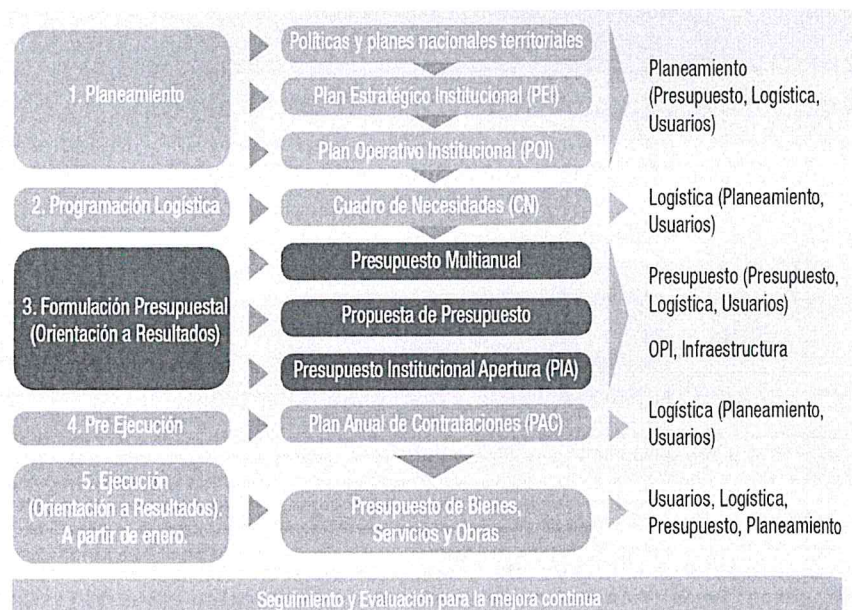 1. Planeamiento
Políticas y planes nacionales territoriales
Plan Estratégico Institucional (PEI)
Plan Operativo Institucional (POI)
Planeamiento
(Presupuesto, Logística,
Usuarios)
2. Programación Logística
Cuadro de Necesidades (CN)
Logística (Planeamiento,
Usuarios)
3. Formulación Presupuestal
(Orientación a Resultados)
Presupuesto Multianual
Propuesta de Presupuesto
Presupuesto Institucional Apertura (PIA)
Presupuesto (Presupuesto,
Logística, Usuarios)
OPI, Infraestructura
4. Pre Ejecución
Plan Anual de Contrataciones (PAC)
Logística (Planeamiento,
Usuarios)
5. Ejecución
(Orientación a Resultados).
A partir de enero.
Presupuesto de Bienes,
Servicios y Obras
Usuarios, Logística,
Presupuesto, Planeamiento
Seguimiento y Evaluación para la mejora continua